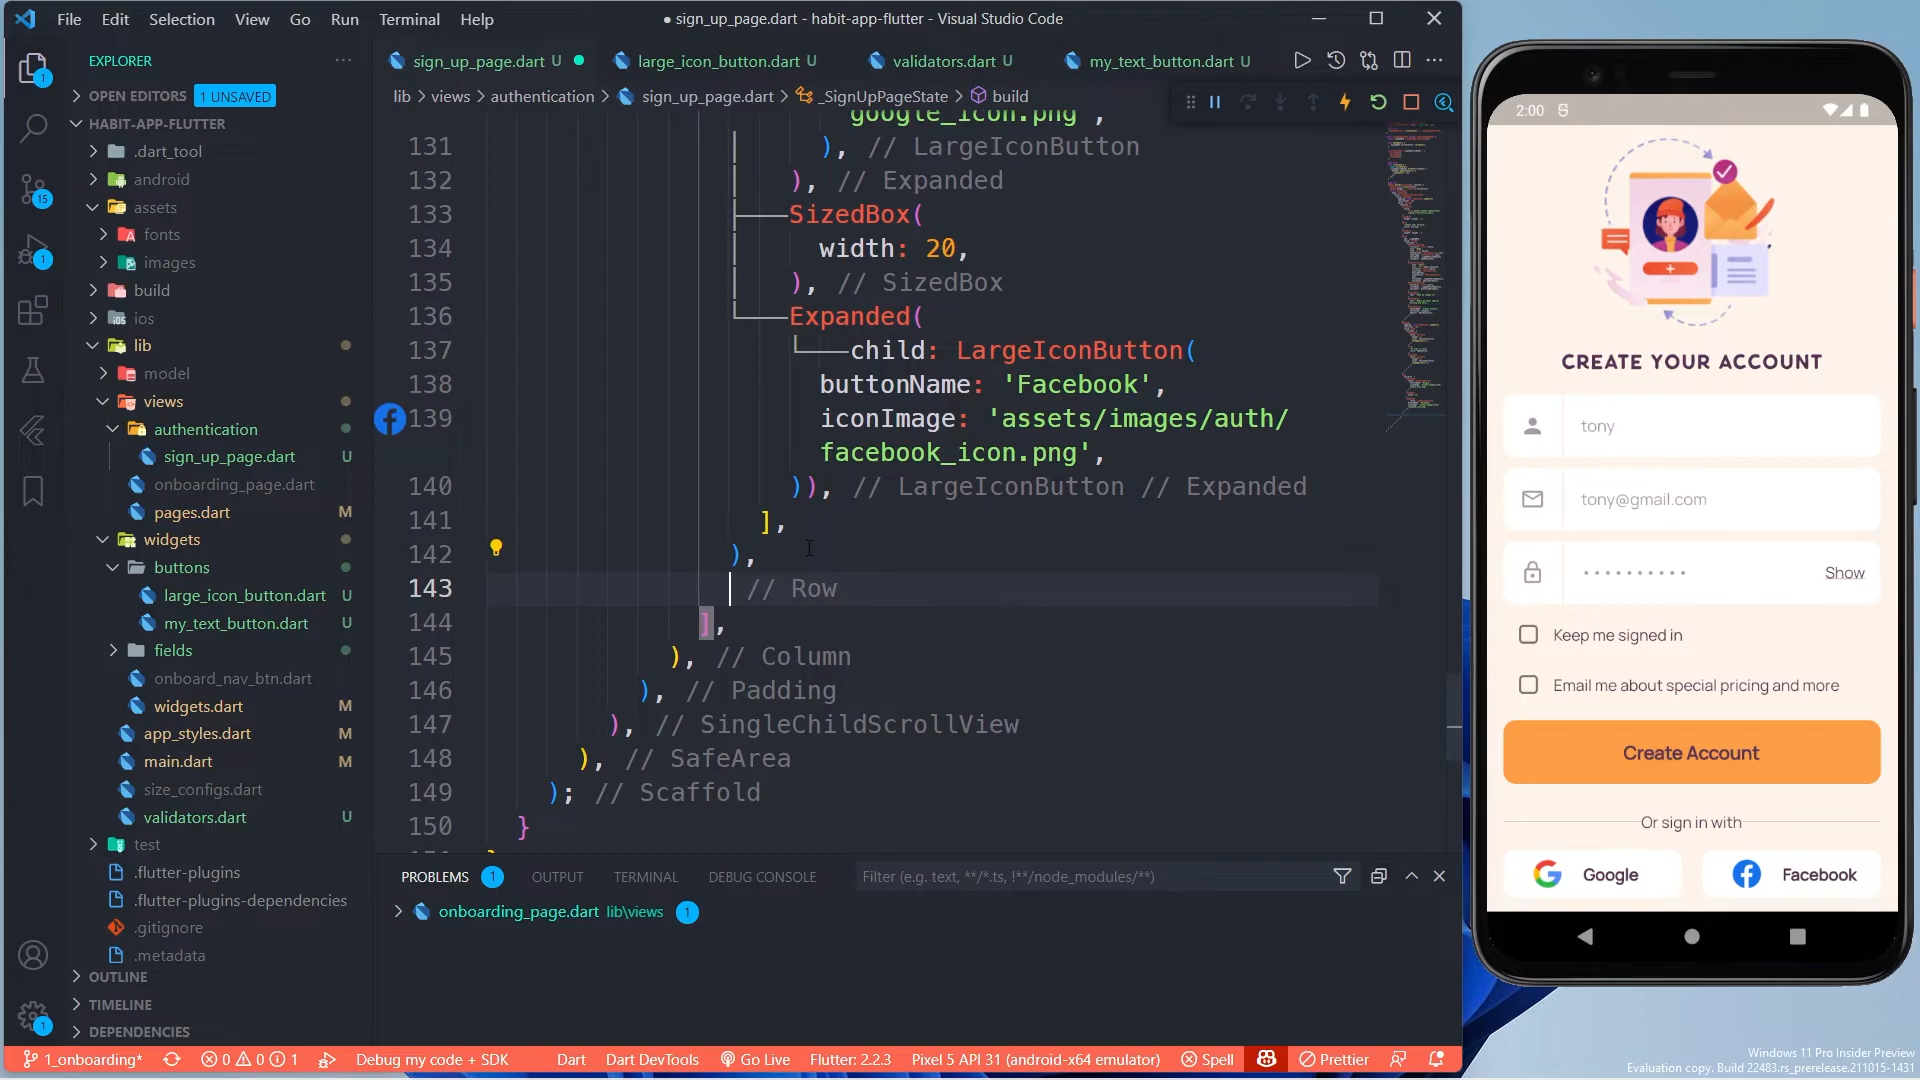 File Edit Selection View Go Run Terminal Help
● sign_up_page.dart - habit-app-flutter - Visual Studio Code
EXPLORER
OPEN EDITORS 1 UNSAVED
HABIT-APP-FLUTTER
.dart_tool
android
assets
fonts
images
build
ios
lib
model
views
authentication
sign_up_page.dart U
onboarding_page.dart
pages.dart M
widgets
buttons
large_icon_button.dart U
my_text_button.dart U
fields
onboard_nav_btn.dart
widgets.dart M
app_styles.dart M
main.dart M
size_configs.dart
validators.dart U
test
.flutter-plugins
.flutter-plugins-dependencies
.gitignore
.metadata
OUTLINE
TIMELINE
DEPENDENCIES
1
15
1
1
sign_up_page.dart U
large_icon_button.dart U
validators.dart U
my_text_button.dart U
lib > views > authentication > sign_up_page.dart > _SignUpPageState > build
google_icon.png',
131 ), // LargeIconButton
132 ), // Expanded
133 SizedBox(
134 width: 20,
135 ), // SizedBox
136 Expanded(
137 child: LargeIconButton(
138 buttonName: 'Facebook',
139 iconImage: 'assets/images/auth/
facebook_icon.png',
140 )), // LargeIconButton // Expanded
141 ],
142 ),
143 // Row
144 ],
145 ), // Column
146 ), // Padding
147 ), // SingleChildScrollView
148 ), // SafeArea
149 ); // Scaffold
150 }
PROBLEMS 1 OUTPUT TERMINAL DEBUG CONSOLE Filter (e.g. text, **/*.ts, !**/node_modules/**)
onboarding_page.dart lib\views 1
1_onboarding* 0 0 1 Debug my code + SDK Dart Dart DevTools Go Live Flutter: 2.2.3 Pixel 5 API 31 (android-x64 emulator) Spell Prettier
2:00
CREATE YOUR ACCOUNT
tony
tony@gmail.com
•••••••••• Show
Keep me signed in
Email me about special pricing and more
Create Account
Or sign in with
Google
Facebook
Windows 11 Pro Insider Preview
Evaluation copy. Build 22483.rs_prerelease.211015-1431